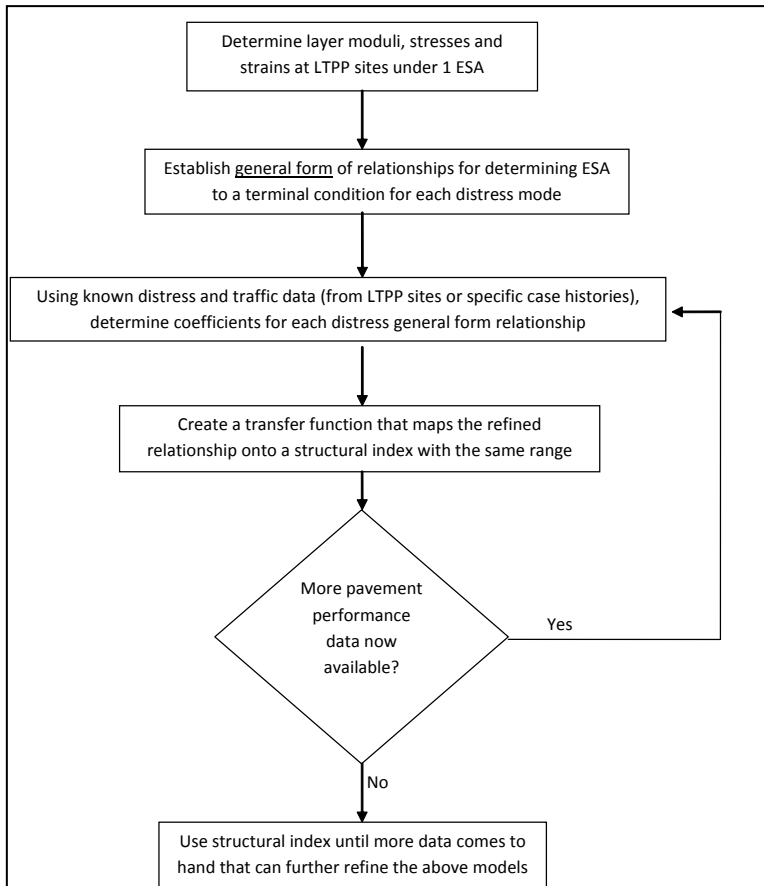 Determine layer moduli, stresses and
strains at LTPP sites under 1 ESA
Establish general form of relationships for determining ESA
to a terminal condition for each distress mode
Using known distress and traffic data (from LTPP sites or specific case histories),
determine coefficients for each distress general form relationship
Create a transfer function that maps the refined
relationship onto a structural index with the same range
More pavement
performance
data now
available?
Yes
No
Use structural index until more data comes to
hand that can further refine the above models